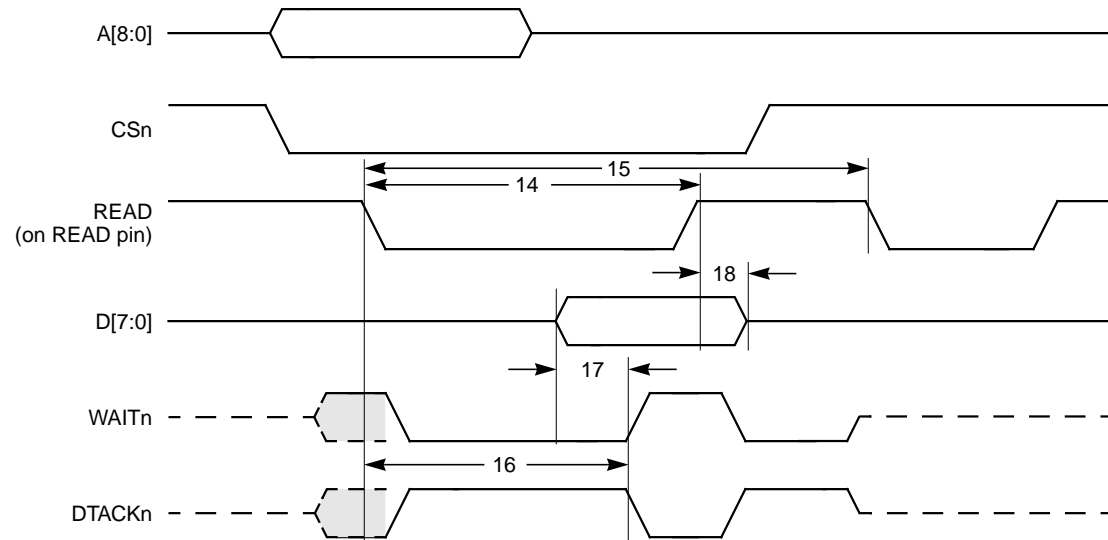 A[8:0]
CSn
15
14
READ
(on READ pin)
18
D[7:0]
17
WAITn
16
DTACKn